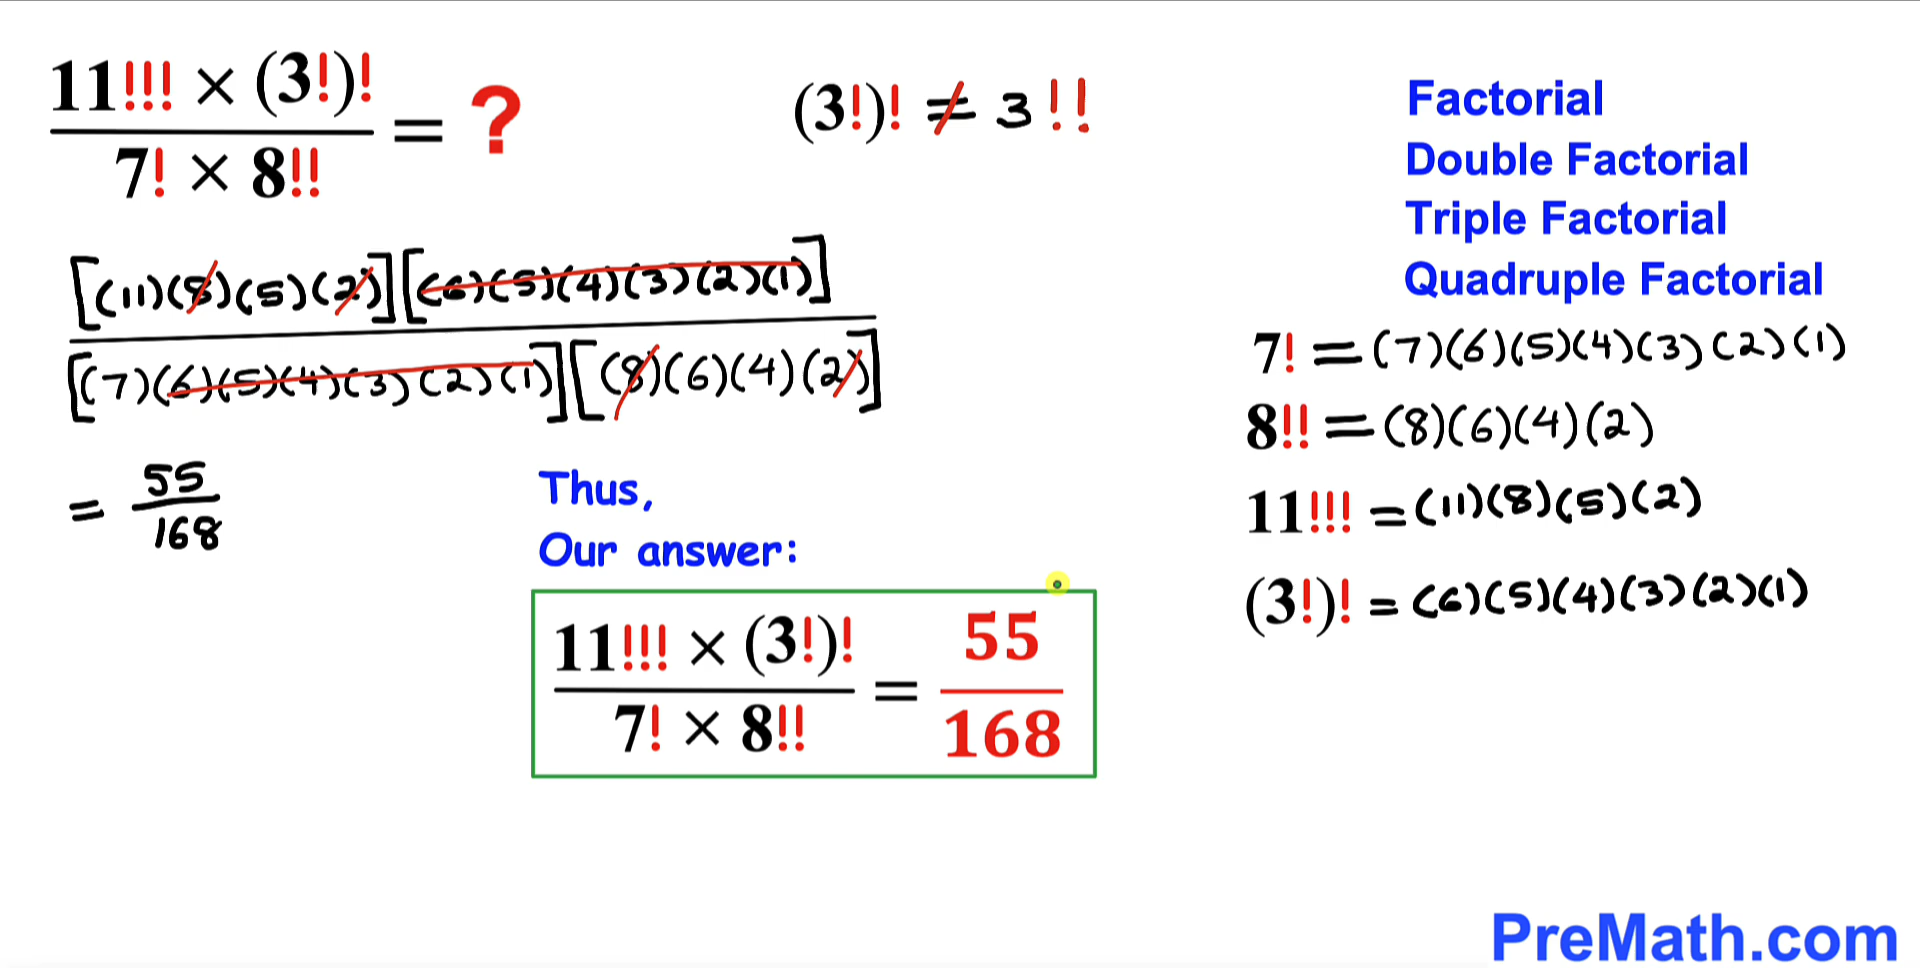 11!!! × (3!)!
7! × 8!!
= ?
(3!)! ≠ 3!!
[(11)(8)(5)(2)][(6)(5)(4)(3)(2)(1)]
[(7)(6)(5)(4)(3)(2)(1)][(8)(6)(4)(2)]
= 55
168
Thus,
Our answer:
11!!! × (3!)!
7! × 8!!
= 55
168
Factorial
Double Factorial
Triple Factorial
Quadruple Factorial
7! = (7)(6)(5)(4)(3)(2)(1)
8!! = (8)(6)(4)(2)
11!!! = (11)(8)(5)(2)
(3!)! = (6)(5)(4)(3)(2)(1)
PreMath.com